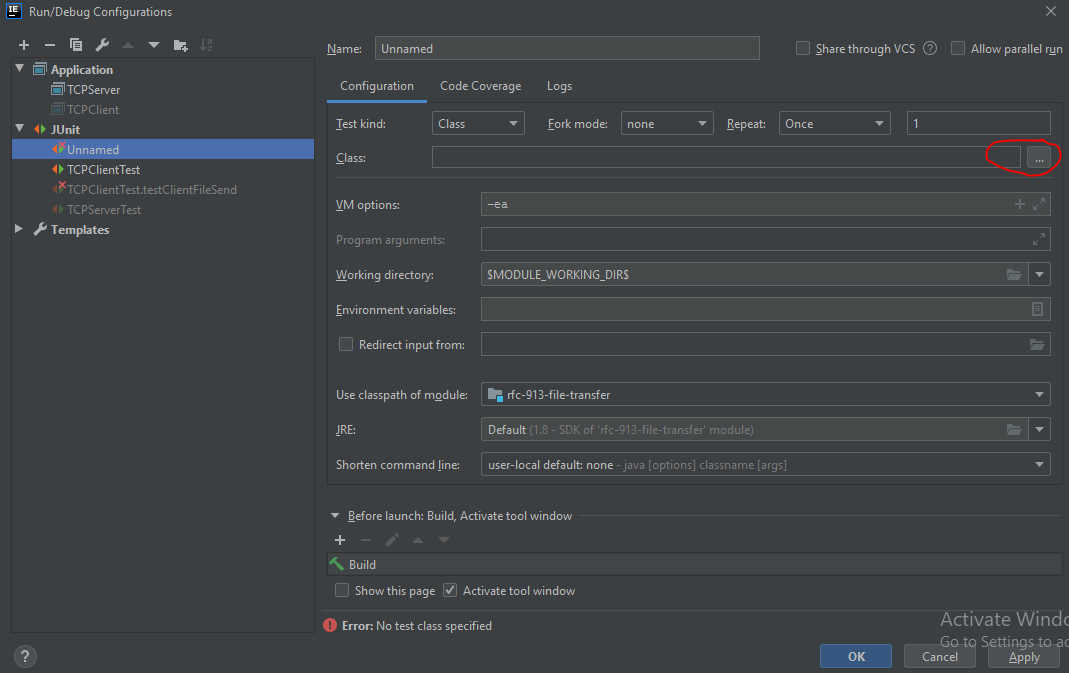 IE Run/Debug Configurations
Name: Unnamed Share through VCS ? Allow parallel run
Application
TCPServer
TCPClient
JUnit
Unnamed
TCPClientTest
TCPClientTest.testClientFileSend
TCPServerTest
Templates
Configuration Code Coverage Logs
Test kind: Class Fork mode: none Repeat: Once 1
Class: ...
VM options: -ea
Program arguments:
Working directory: $MODULE_WORKING_DIR$
Environment variables:
Redirect input from:
Use classpath of module: rfc-913-file-transfer
JRE: Default (1.8 - SDK of 'rfc-913-file-transfer' module)
Shorten command line: user-local default: none - java [options] classname [args]
Before launch: Build, Activate tool window
Build
Show this page Activate tool window
Error: No test class specified
Activate Windo
Go to Settings to ac
? OK Cancel Apply